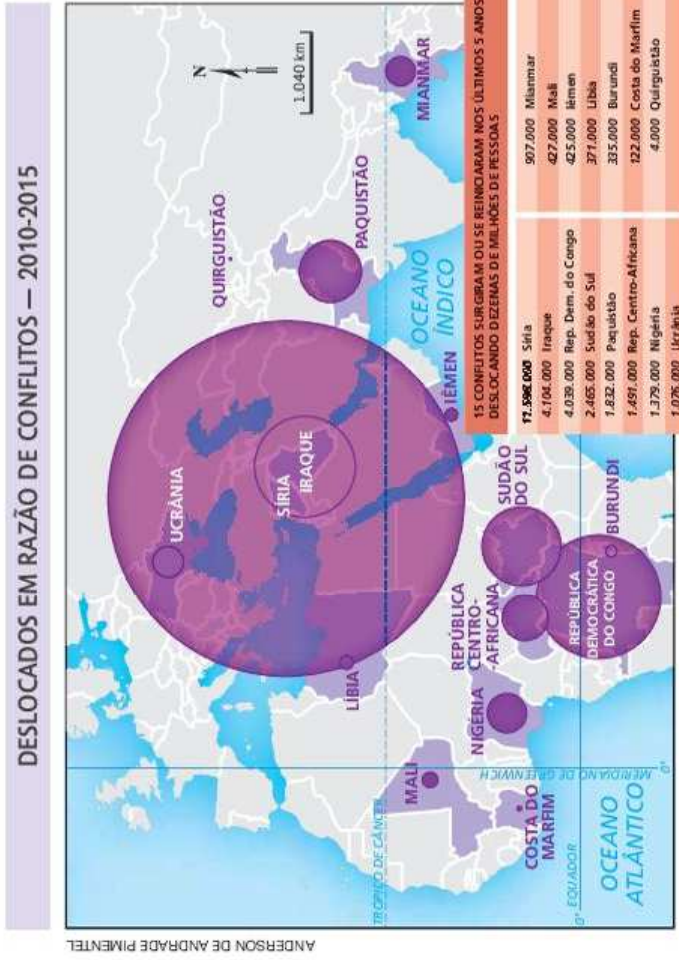 DESLOCADOS EM RAZÃO DE CONFLITOS — 2010-2015
ANDERSON DE ANDRADE PIMENTEL
N
1.040 km
UCRÂNIA
QUIRGUISTÃO
SÍRIA
IRAQUE
PAQUISTÃO
MIANMAR
LÍBIA
OCEANO
ÍNDICO
IÊMEN
TRÓPICO DE CÂNCER
MALI
NIGÉRIA
REPÚBLICA
CENTRO-
-AFRICANA
SUDÃO
DO SUL
COSTA DO
MARFIM
REPÚBLICA
DEMOCRÁTICA
DO CONGO
BURUNDI
MERIDIANO DE GREENWICH
0°
EQUADOR
0°
OCEANO
ATLÂNTICO
15 CONFLITOS SURGIRAM OU SE REINICIARAM NOS ÚLTIMOS 5 ANOS
DESLOCANDO DEZENAS DE MILHÕES DE PESSOAS
Síria
4.104.000 Iraque
4.039.000 Rep. Dem. do Congo
2.465.000 Sudão do Sul
1.832.000 Paquistão
1.491.000 Rep. Centro-Africana
1.379.000 Nigéria
Ucrânia
907.000 Mianmar
427.000 Mali
425.000 Iêmen
371.000 Líbia
335.000 Burundi
122.000 Costa do Marfim
4.000 Quirguistão